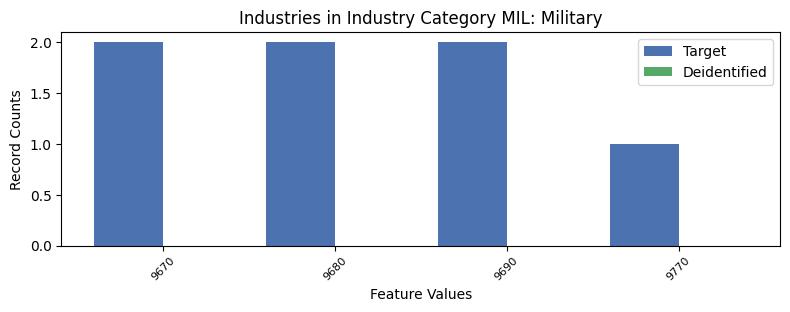 Industries in Industry Category MIL: Military
Target
Deidentified
Record Counts
2.0
1.5
1.0
0.5
0.0
9670
9680
9690
9770
Feature Values